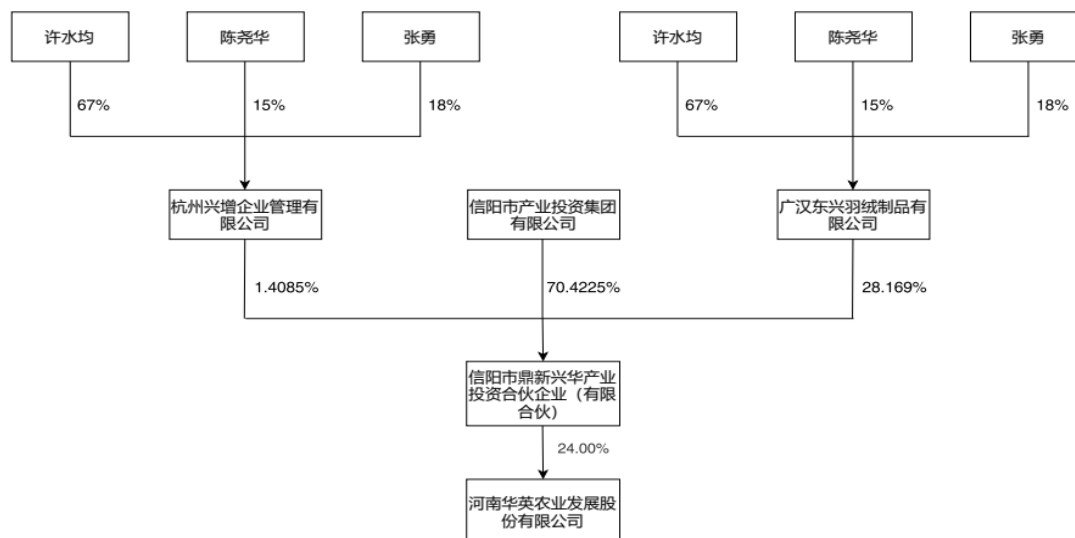 许水均
陈尧华
张勇
许水均
陈尧华
张勇
67%
15%
18%
67%
15%
18%
杭州兴增企业管理有
限公司
信阳市产业投资集团
有限公司
广汉东兴羽绒制品有
限公司
1.4085%
70.4225%
28.169%
信阳市鼎新兴华产业
投资合伙企业（有限
合伙）
24.00%
河南华英农业发展股
份有限公司